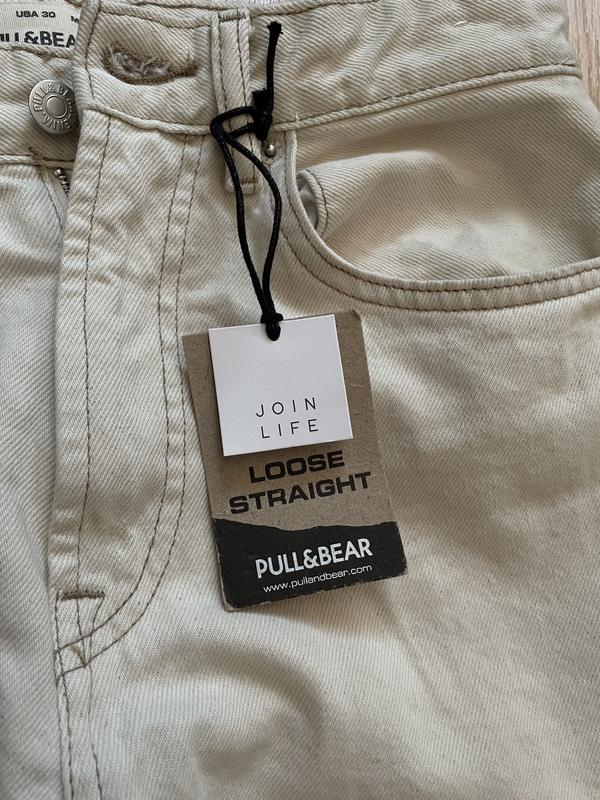 USA 30
PULL&BEAR
JOIN
LIFE
LOOSE
STRAIGHT
PULL&BEAR
www.pullandbear.com